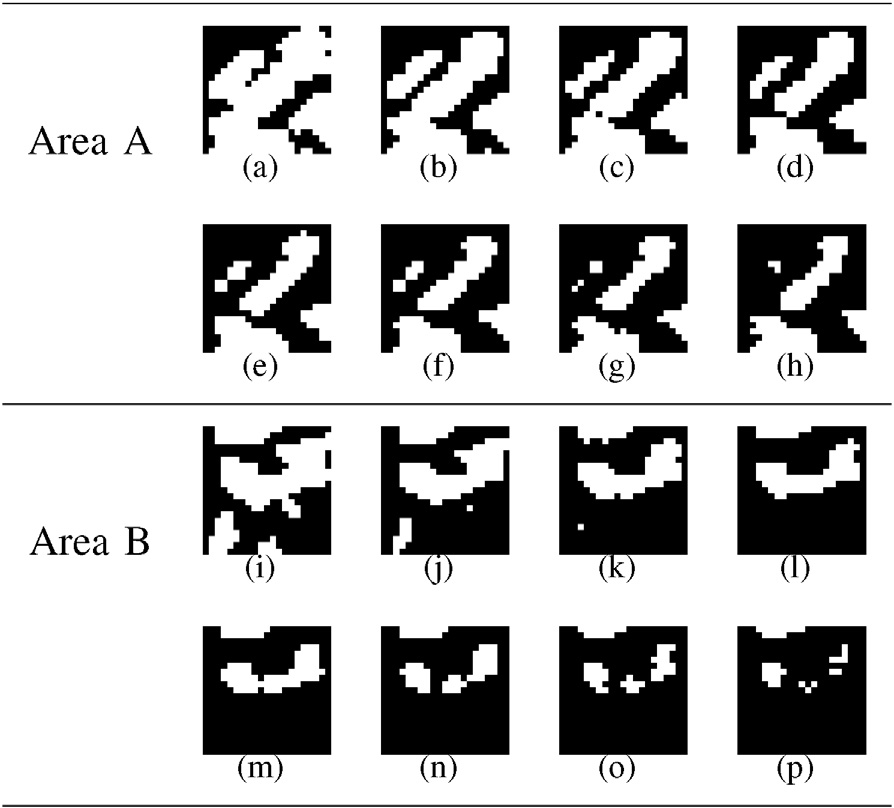 Area A
(a) (b) (c) (d)
(e) (f) (g) (h)
Area B
(i) (j) (k) (l)
(m) (n) (o) (p)